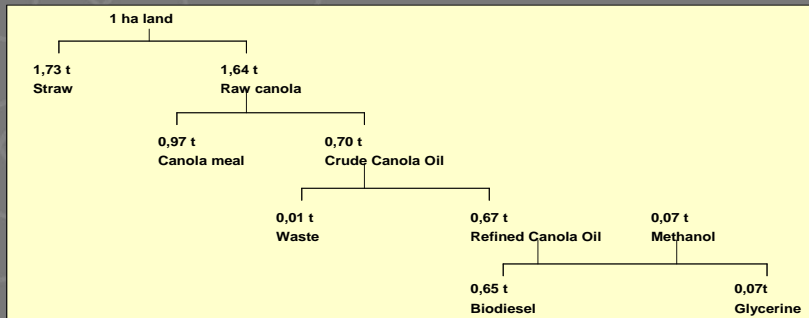 1 ha land
1,73 t
Straw
1,64 t
Raw canola
0,97 t
Canola meal
0,70 t
Crude Canola Oil
0,01 t
Waste
0,67 t
Refined Canola Oil
0,07 t
Methanol
0,65 t
Biodiesel
0,07t
Glycerine